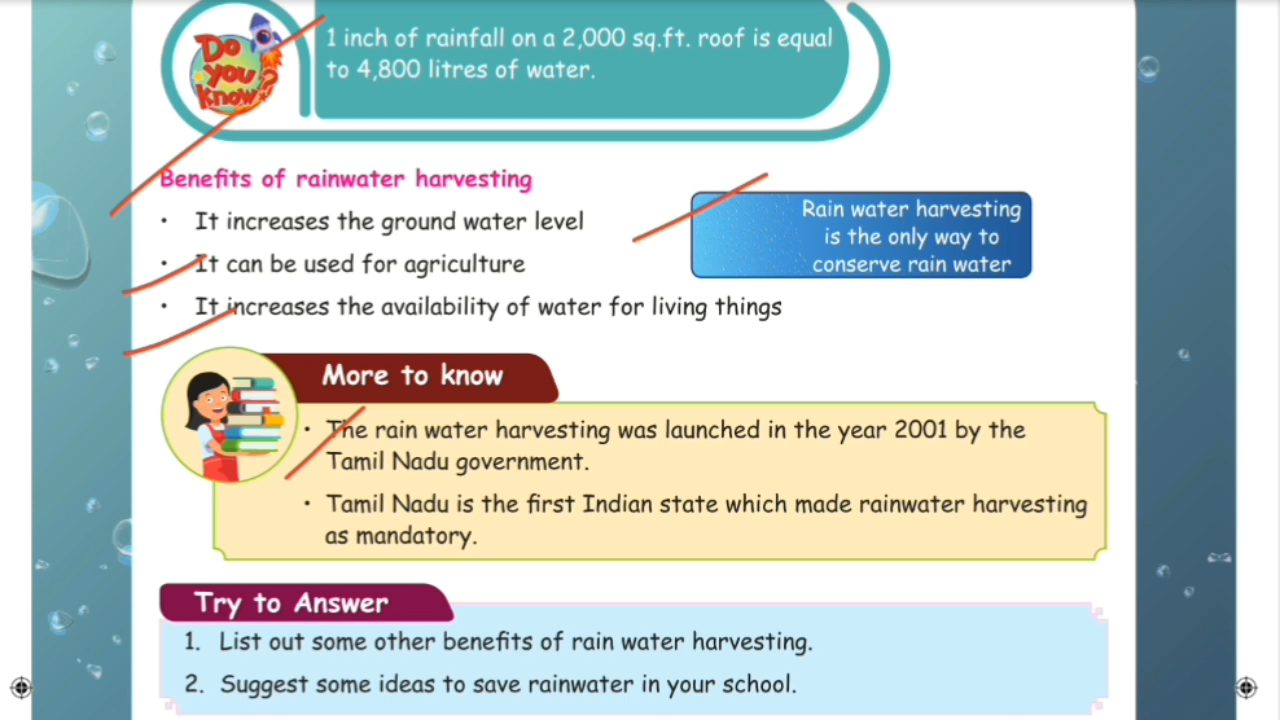 Do
you
know?
1 inch of rainfall on a 2,000 sq.ft. roof is equal
to 4,800 litres of water.
Benefits of rainwater harvesting
• It increases the ground water level
• It can be used for agriculture
• It increases the availability of water for living things
Rain water harvesting
is the only way to
conserve rain water
More to know
• The rain water harvesting was launched in the year 2001 by the
Tamil Nadu government.
• Tamil Nadu is the first Indian state which made rainwater harvesting
as mandatory.
Try to Answer
1. List out some other benefits of rain water harvesting.
2. Suggest some ideas to save rainwater in your school.